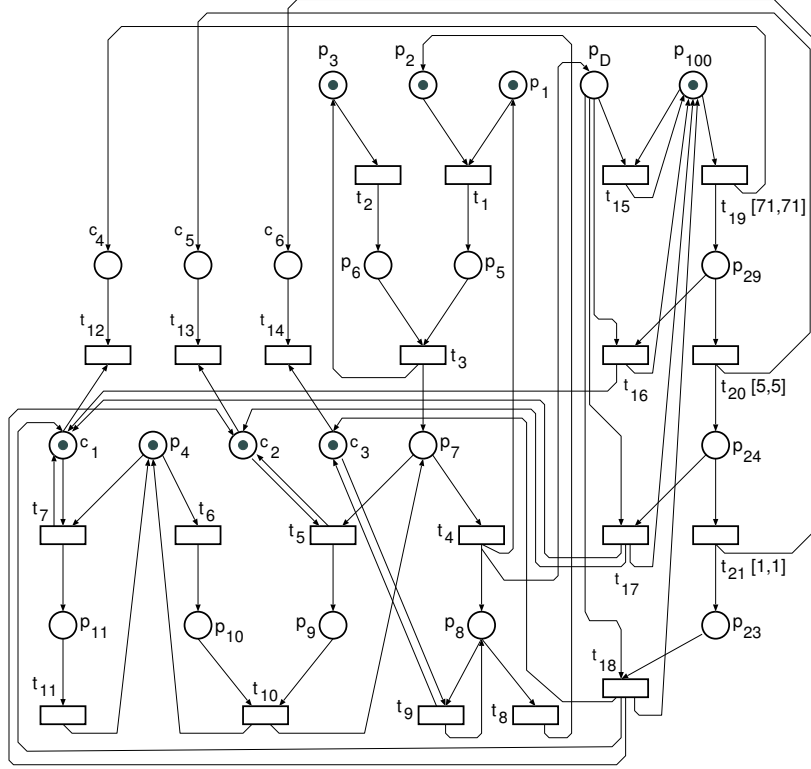 p3 p2 p1 pD p100
t2 t1 t15 t19 [71,71]
c4 c5 c6 p6 p5 p29
t12 t13 t14 t3 t16 t20 [5,5]
c1 p4 c2 c3 p7 p24
t7 t6 t5 t4 t17 t21 [1,1]
p11 p10 p9 p8 p23
t11 t10 t9 t8 t18